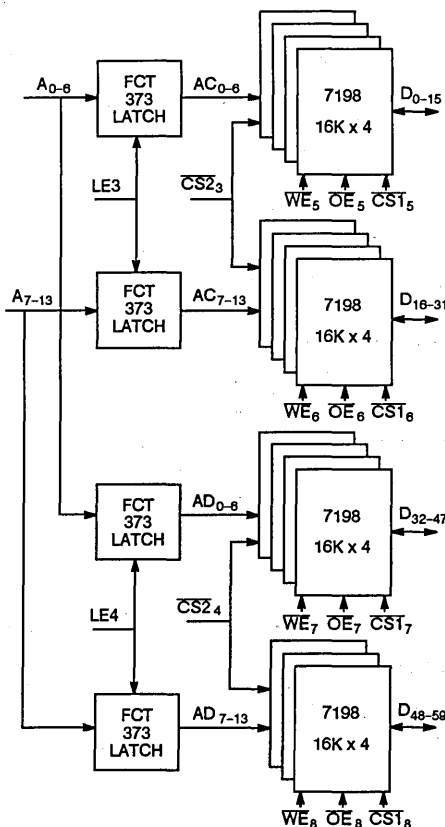 A0–6
FCT
373
LATCH
AC0–6
7198
16K x 4
D0–15
WE5 OE5 CS15
LE3
CS23
A7–13
FCT
373
LATCH
AC7–13
7198
16K x 4
D16–31
WE6 OE6 CS16
FCT
373
LATCH
AD0–6
7198
16K x 4
D32–47
WE7 OE7 CS17
LE4
CS24
FCT
373
LATCH
AD7–13
7198
16K x 4
D48–59
WE8 OE8 CS18